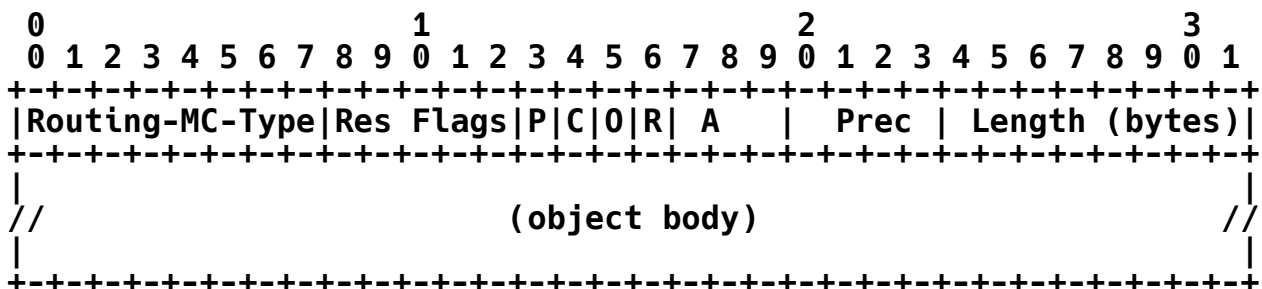 0                   1                   2                   3
 0 1 2 3 4 5 6 7 8 9 0 1 2 3 4 5 6 7 8 9 0 1 2 3 4 5 6 7 8 9 0 1
+-+-+-+-+-+-+-+-+-+-+-+-+-+-+-+-+-+-+-+-+-+-+-+-+-+-+-+-+-+-+-+-+
|Routing-MC-Type|Res Flags|P|C|O|R| A   |  Prec | Length (bytes)|
+-+-+-+-+-+-+-+-+-+-+-+-+-+-+-+-+-+-+-+-+-+-+-+-+-+-+-+-+-+-+-+-+
|                                                               |
//                        (object body)                        //
|                                                               |
+-+-+-+-+-+-+-+-+-+-+-+-+-+-+-+-+-+-+-+-+-+-+-+-+-+-+-+-+-+-+-+-+